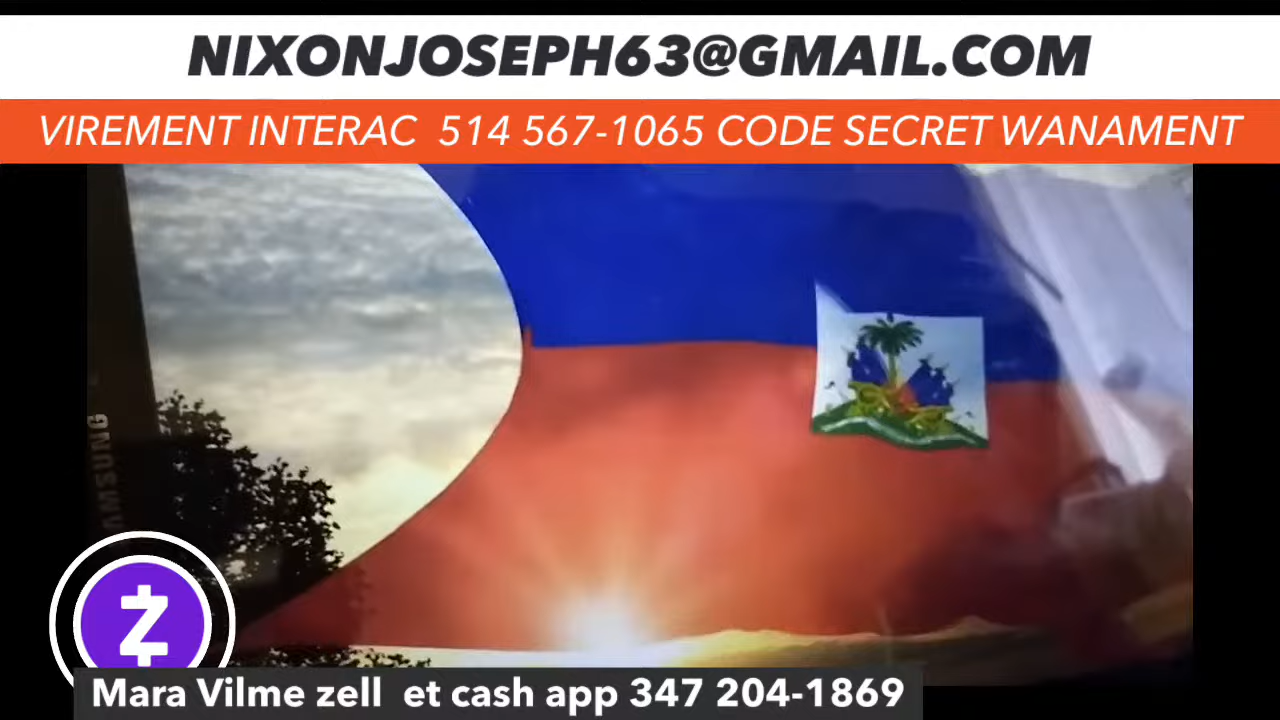 NIXONJOSEPH63@GMAIL.COM
VIREMENT INTERAC 514 567-1065 CODE SECRET WANAMENT
SAMSUNG
Mara Vilme zell et cash app 347 204-1869